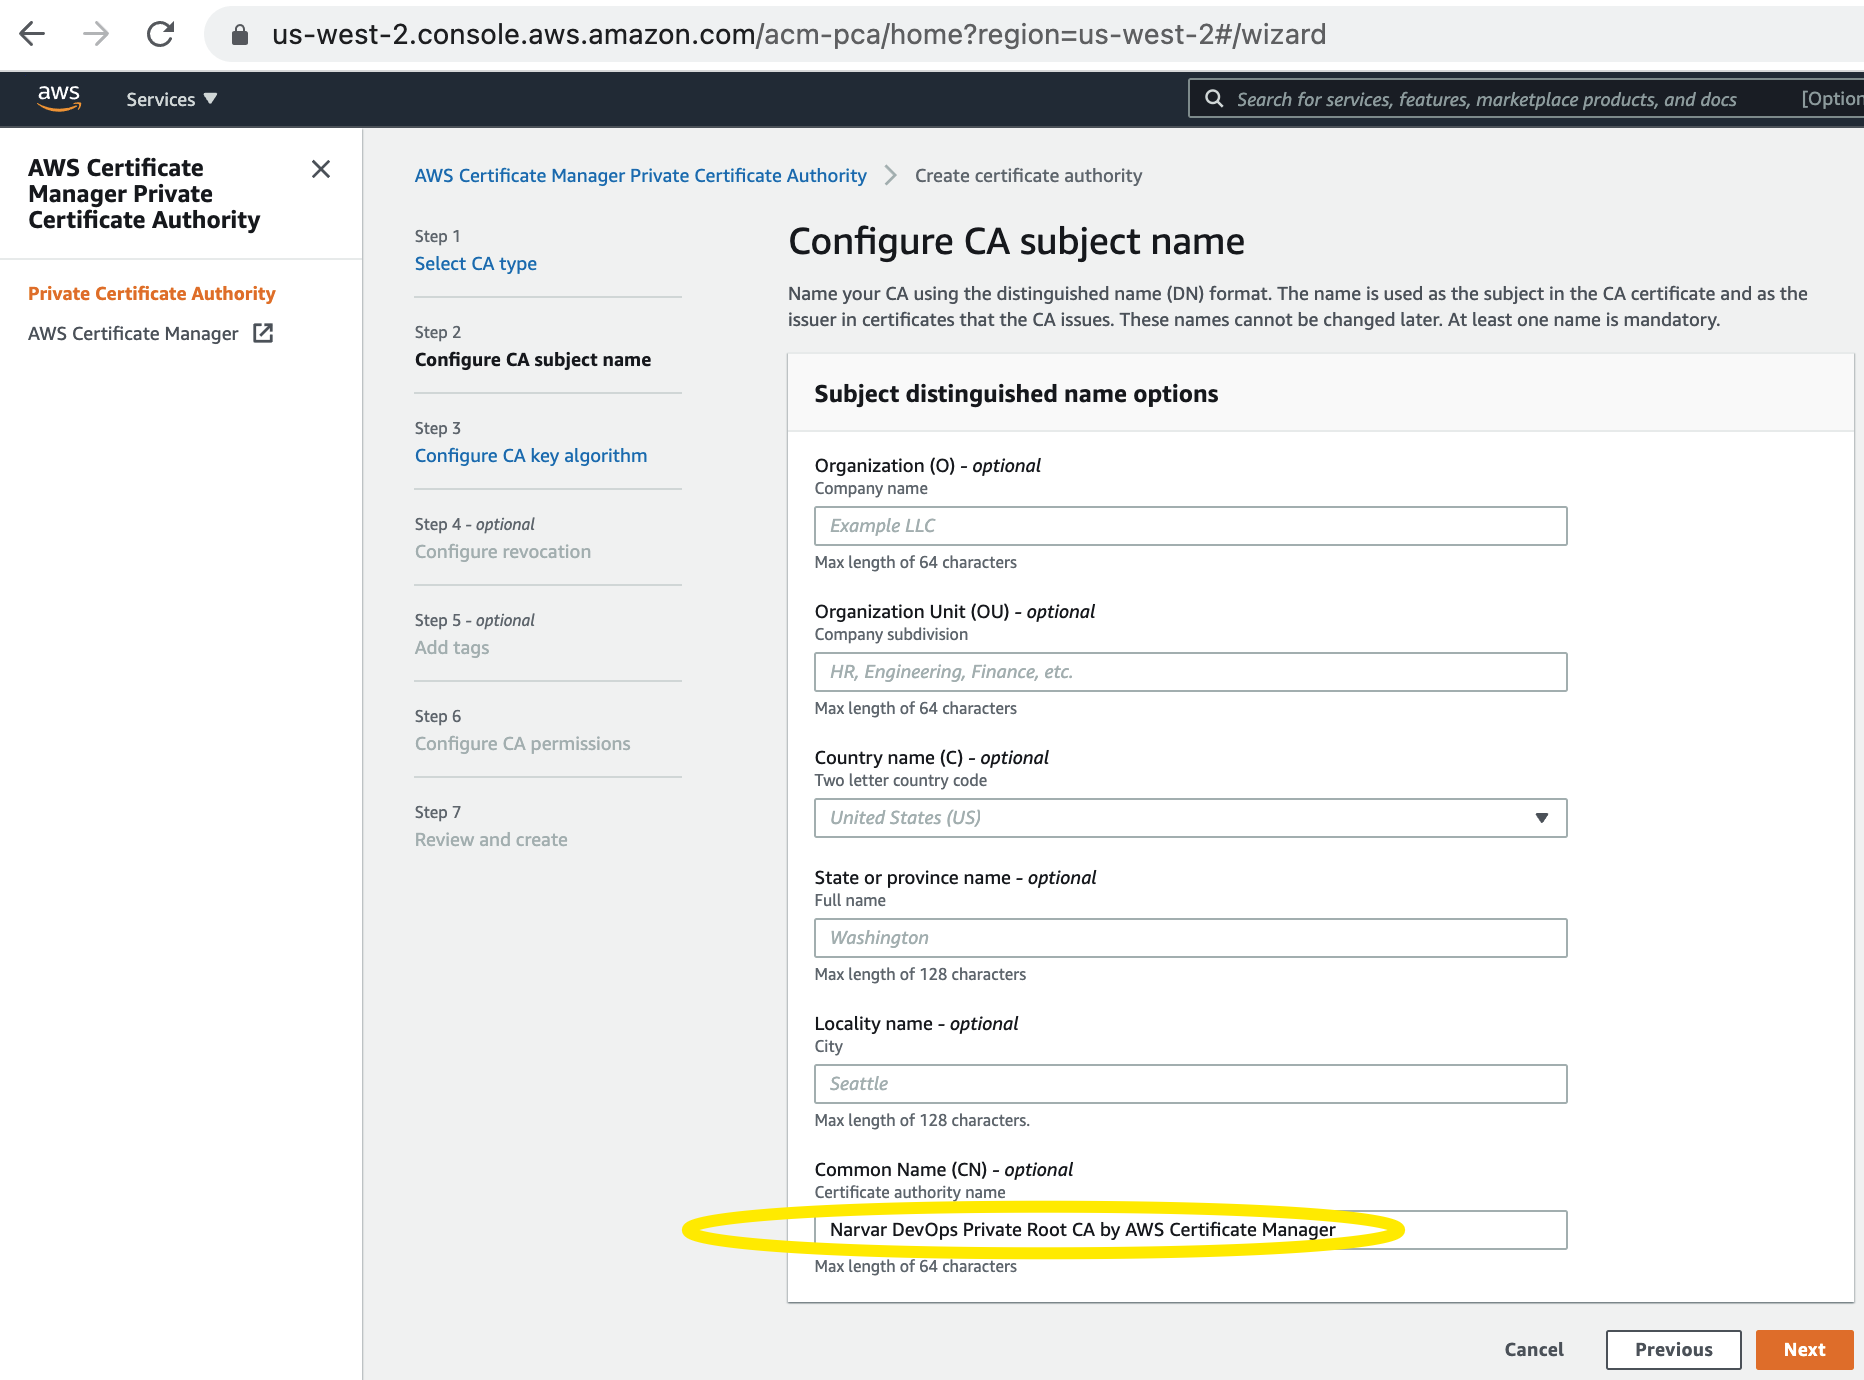 us-west-2.console.aws.amazon.com/acm-pca/home?region=us-west-2#/wizard
aws
Services
Search for services, features, marketplace products, and docs
[Option
AWS Certificate
Manager Private
Certificate Authority
Private Certificate Authority
AWS Certificate Manager
AWS Certificate Manager Private Certificate Authority
Create certificate authority
Step 1
Select CA type
Step 2
Configure CA subject name
Step 3
Configure CA key algorithm
Step 4 - optional
Configure revocation
Step 5 - optional
Add tags
Step 6
Configure CA permissions
Step 7
Review and create
Configure CA subject name
Name your CA using the distinguished name (DN) format. The name is used as the subject in the CA certificate and as the
issuer in certificates that the CA issues. These names cannot be changed later. At least one name is mandatory.
Subject distinguished name options
Organization (O) - optional
Company name
Example LLC
Max length of 64 characters
Organization Unit (OU) - optional
Company subdivision
HR, Engineering, Finance, etc.
Max length of 64 characters
Country name (C) - optional
Two letter country code
United States (US)
State or province name - optional
Full name
Washington
Max length of 128 characters
Locality name - optional
City
Seattle
Max length of 128 characters.
Common Name (CN) - optional
Certificate authority name
Narvar DevOps Private Root CA by AWS Certificate Manager
Max length of 64 characters
Cancel
Previous
Next